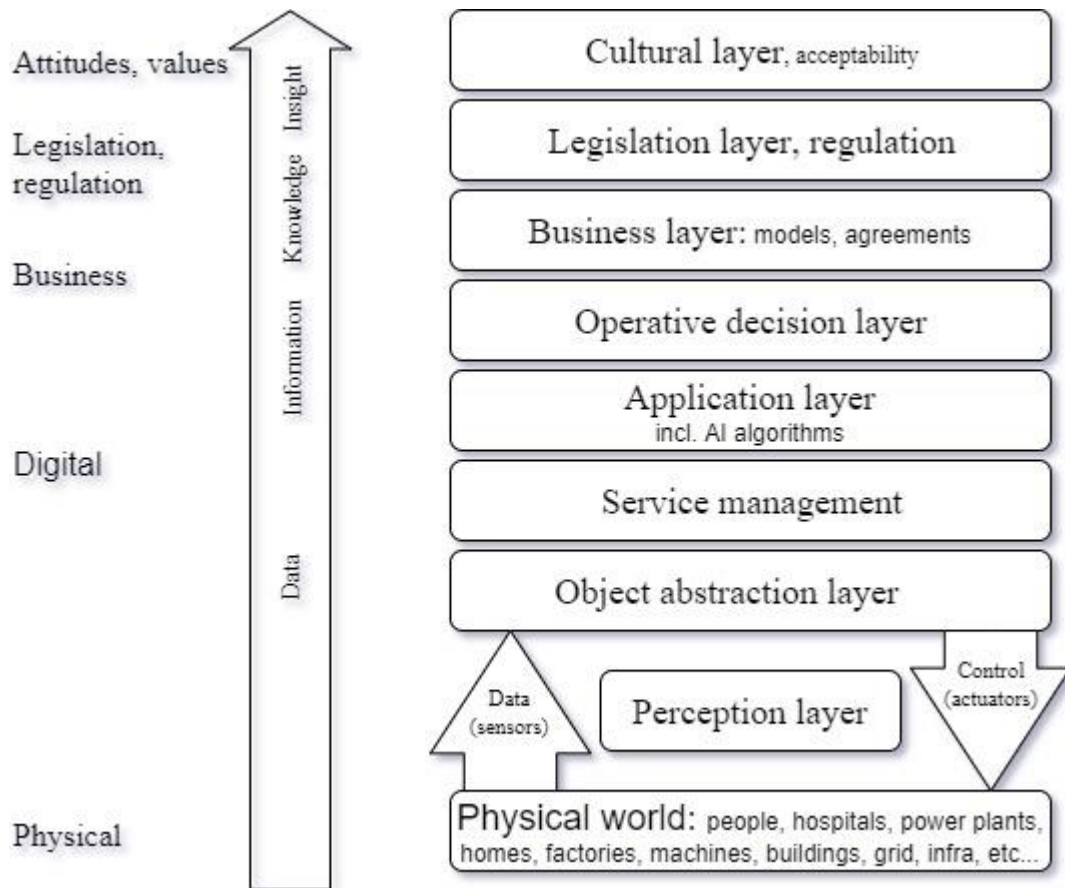 Attitudes, values
Legislation,
regulation
Business
Digital
Physical
Insight
Knowledge
Information
Data
Cultural layer, acceptability
Legislation layer, regulation
Business layer: models, agreements
Operative decision layer
Application layer
incl. AI algorithms
Service management
Object abstraction layer
Data
(sensors)
Perception layer
Control
(actuators)
Physical world: people, hospitals, power plants,
homes, factories, machines, buildings, grid, infra, etc...